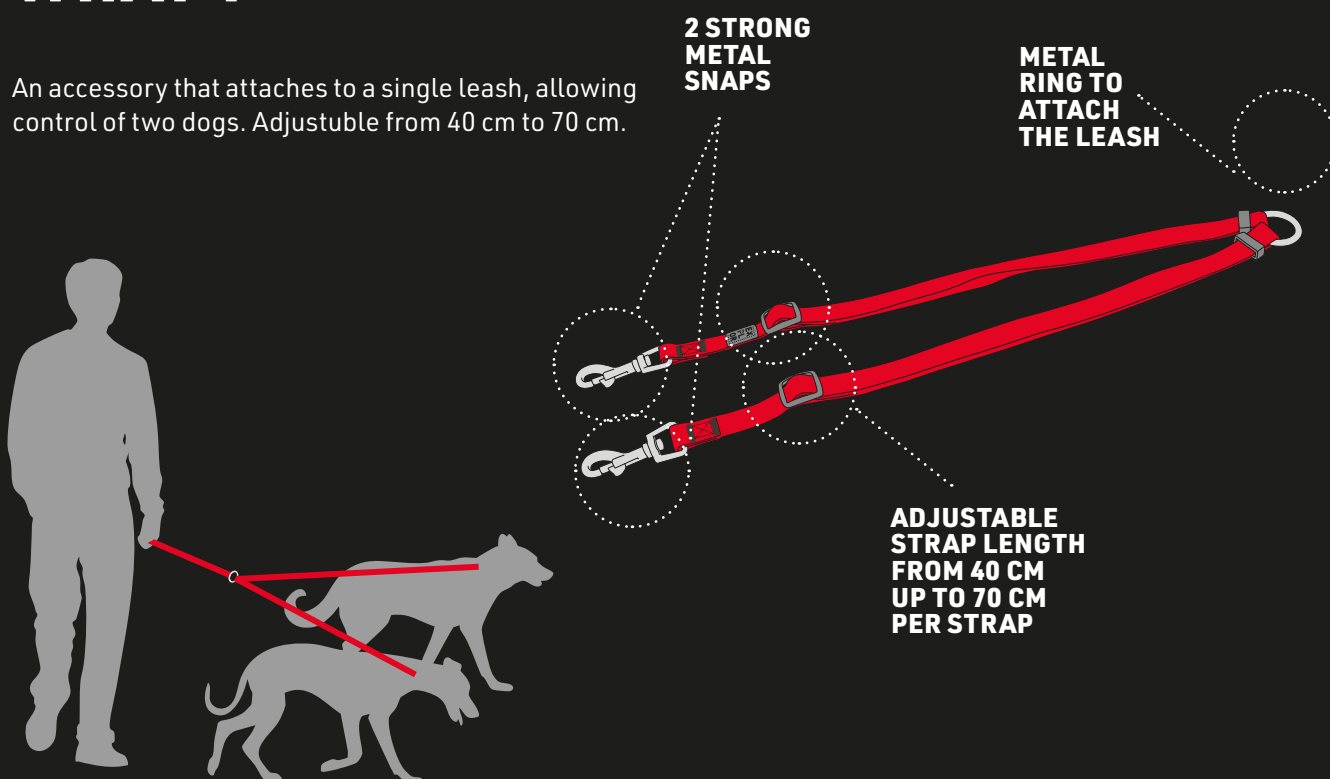 An accessory that attaches to a single leash, allowing
control of two dogs. Adjustuble from 40 cm to 70 cm.
2 STRONG
METAL
SNAPS
METAL
RING TO
ATTACH
THE LEASH
ADJUSTABLE
STRAP LENGTH
FROM 40 CM
UP TO 70 CM
PER STRAP